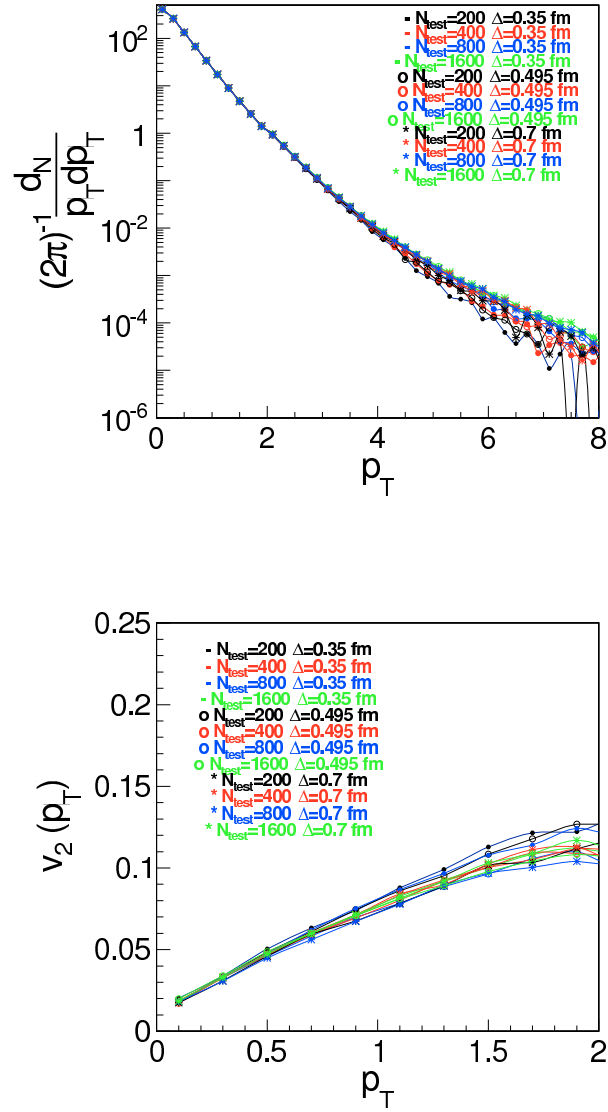 - N_test=200 Δ=0.35 fm
- N_test=400 Δ=0.35 fm
- N_test=800 Δ=0.35 fm
- N_test=1600 Δ=0.35 fm
o N_test=200 Δ=0.495 fm
o N_test=400 Δ=0.495 fm
o N_test=800 Δ=0.495 fm
o N_test=1600 Δ=0.495 fm
* N_test=200 Δ=0.7 fm
* N_test=400 Δ=0.7 fm
* N_test=800 Δ=0.7 fm
* N_test=1600 Δ=0.7 fm
10^2
1
10^-2
10^-4
10^-6
(2π)^-1 d_N / p_T dp_T
0 2 4 6 8
p_T
0.25
0.2
0.15
0.1
0.05
0
v_2 (p_T)
- N_test=200 Δ=0.35 fm
- N_test=400 Δ=0.35 fm
- N_test=800 Δ=0.35 fm
- N_test=1600 Δ=0.35 fm
o N_test=200 Δ=0.495 fm
o N_test=400 Δ=0.495 fm
o N_test=800 Δ=0.495 fm
o N_test=1600 Δ=0.495 fm
* N_test=200 Δ=0.7 fm
* N_test=400 Δ=0.7 fm
* N_test=800 Δ=0.7 fm
* N_test=1600 Δ=0.7 fm
0 0.5 1 1.5 2
p_T